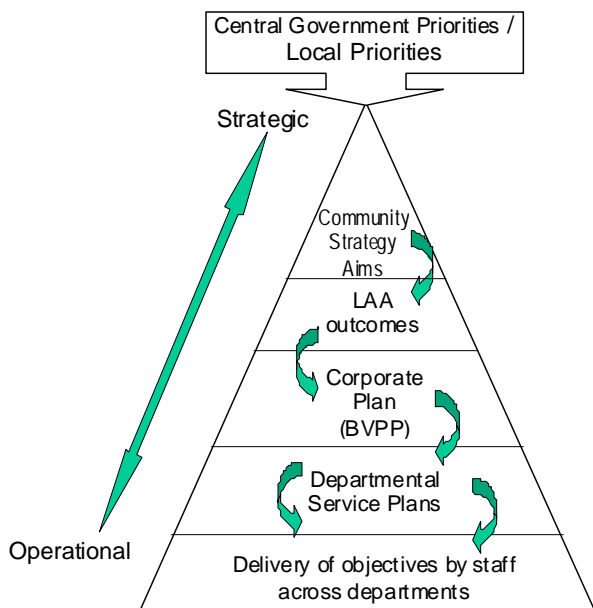 Central Government Priorities /
Local Priorities
Strategic
Community
Strategy
Aims
LAA
outcomes
Corporate
Plan
(BVPP)
Departmental
Service Plans
Operational
Delivery of objectives by staff
across departments